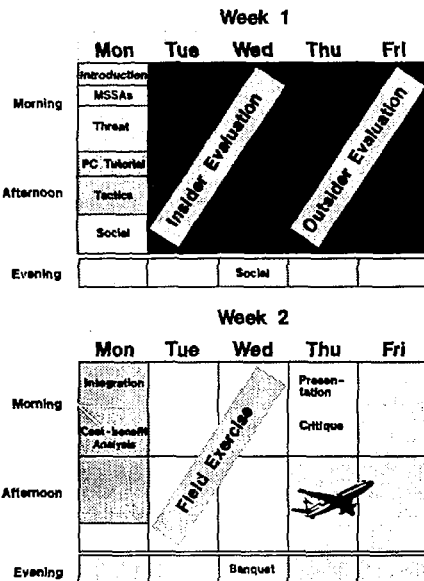 Week 1
Mon Tue Wed Thu Fri
Morning
Introduction
MSSAs
Threat
PC Tutorial
Afternoon
Tactics
Social
Insider Evaluation
Outsider Evaluation
Evening
Social
Week 2
Mon Tue Wed Thu Fri
Morning
Integration
Cost-benefit
Analysis
Field Exercise
Presen-
tation
Critique
Afternoon
Evening
Banquet